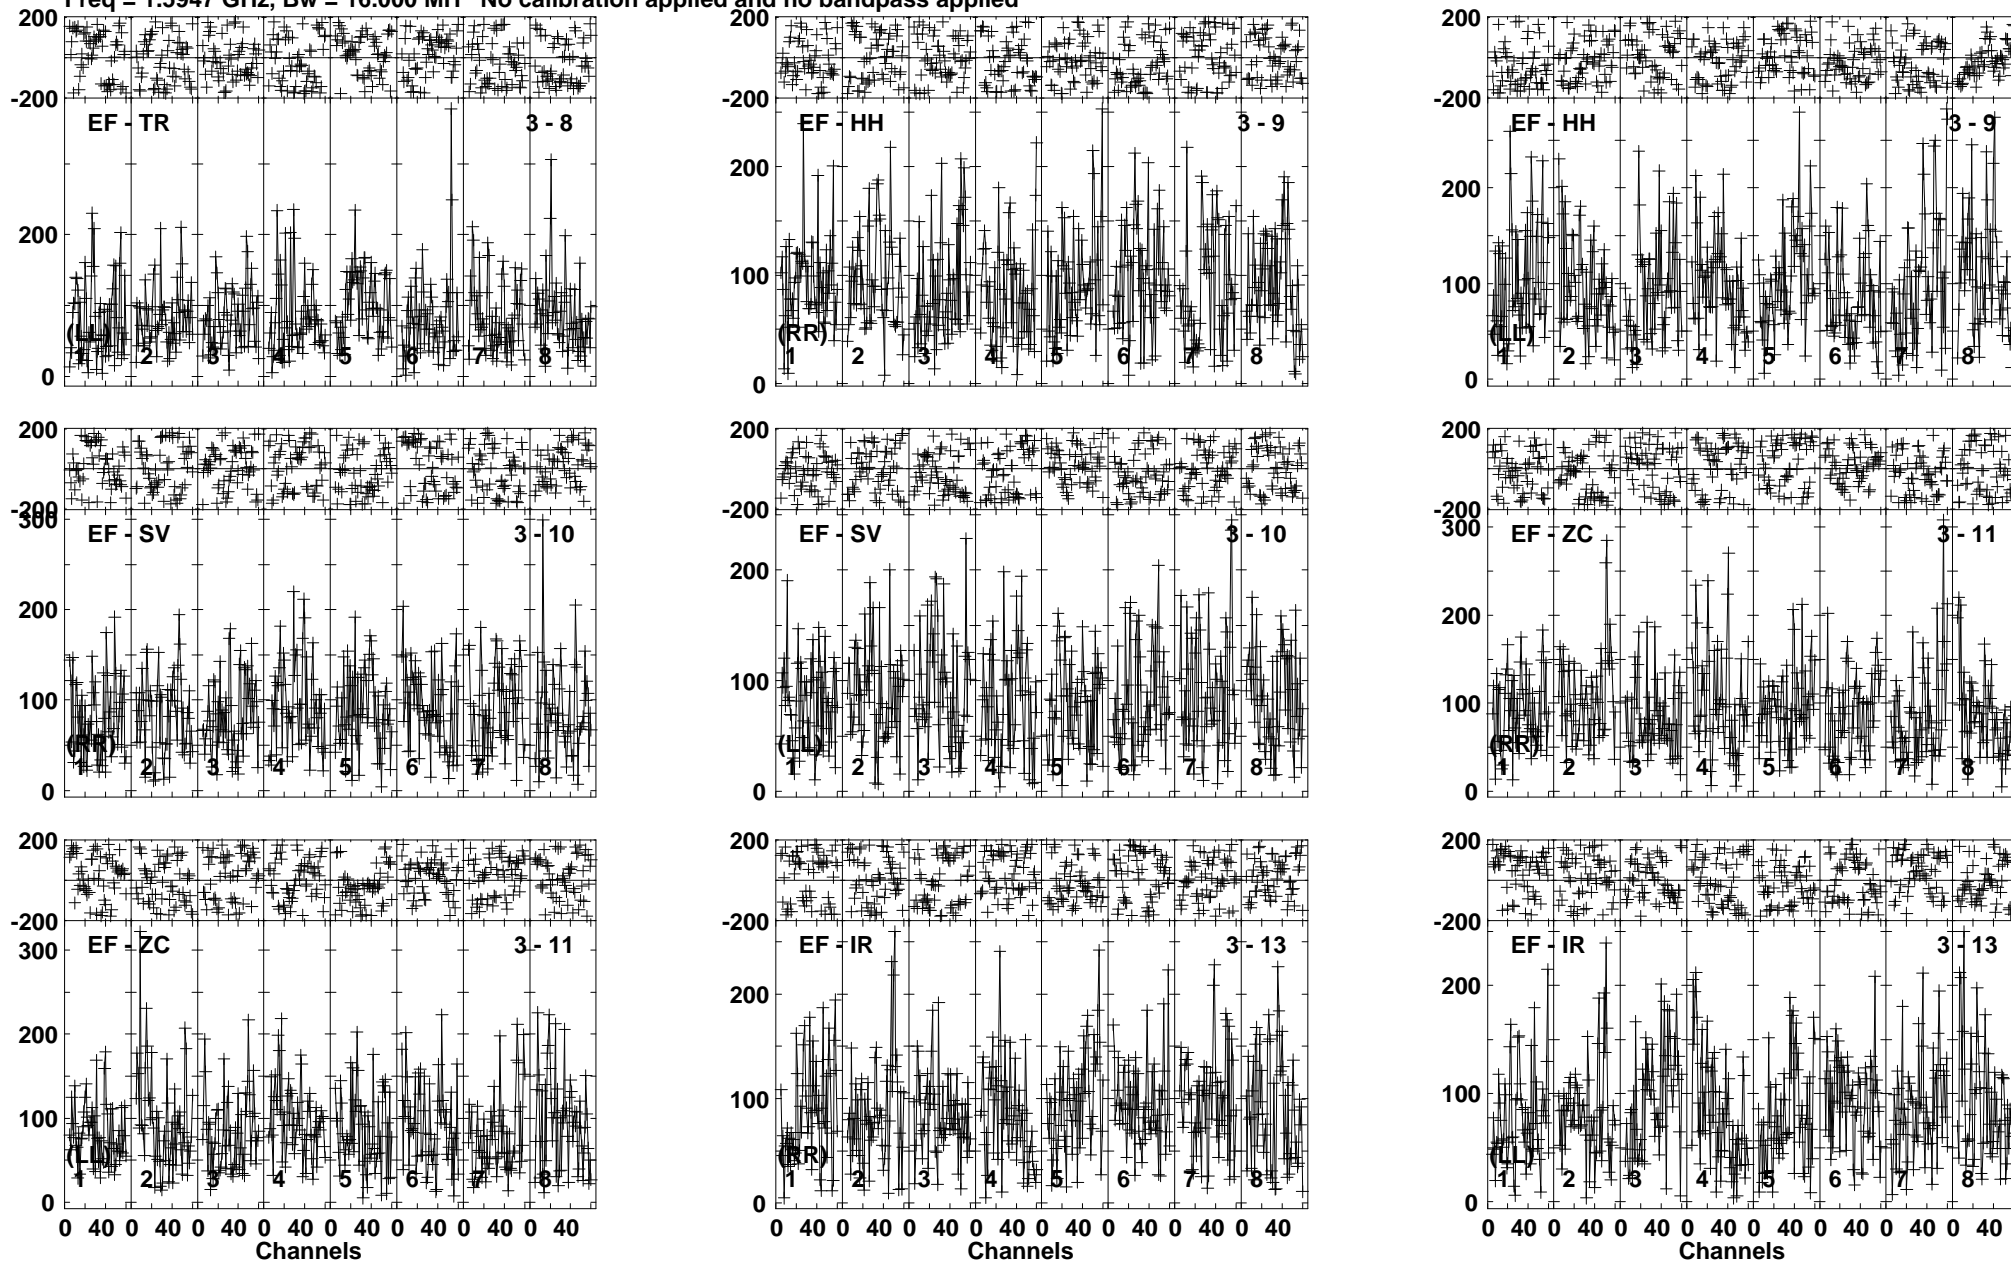 Freq = 1.5947 GHz, Bw = 16.000 MH No calibration applied and no bandpass applied
200 200 200
-200 -200 -200
EF - TR 3 - 8 EF - HH 3 - 9 EF - HH 3 - 9
200 200 200
100 100
(LL) (RR) (LL)
1 2 3 4 5 6 7 8 1 2 3 4 5 6 7 8 1 2 3 4 5 6 7 8
0 0 0
200 200 200
-200 -200 -200
300 EF - SV 3 - 10 EF - SV 3 - 10 300 EF - ZC 3 - 11
200 200 200
100 100 100
(RR) (LL) (RR)
1 2 3 4 5 6 7 8 1 2 3 4 5 6 7 8 1 2 3 4 5 6 7 8
0 0 0
200 200 200
-200 -200 -200
300 EF - ZC 3 - 11 EF - IR 3 - 13 EF - IR 3 - 13
200 200 200
100 100 100
(LL) (RR) (LL)
1 2 3 4 5 6 7 8 1 2 3 4 5 6 7 8 1 2 3 4 5 6 7 8
0 0 0
0 40 0 40 0 40 0 40 0 40 0 40 0 40 0 40 0 40 0 40 0 40 0 40 0 40 0 40 0 40 0 40 0 40 0 40 0 40 0 40 0 40 0 40 0 40 0 40
Channels Channels Channels